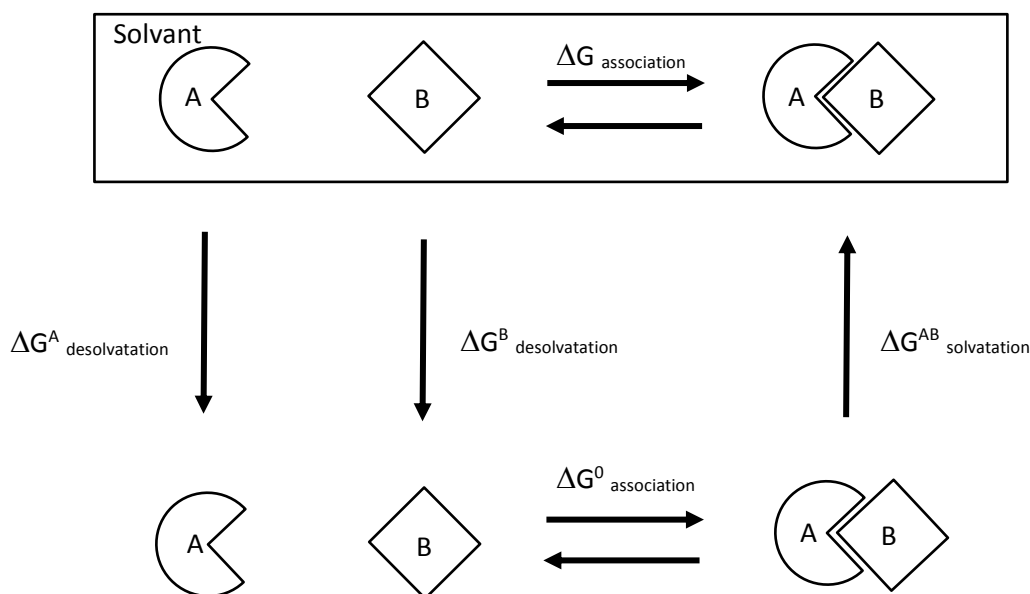 Solvant
A
B
ΔG association
A
B
ΔG^A desolvatation
ΔG^B desolvatation
ΔG^AB solvatation
A
B
ΔG^0 association
A
B